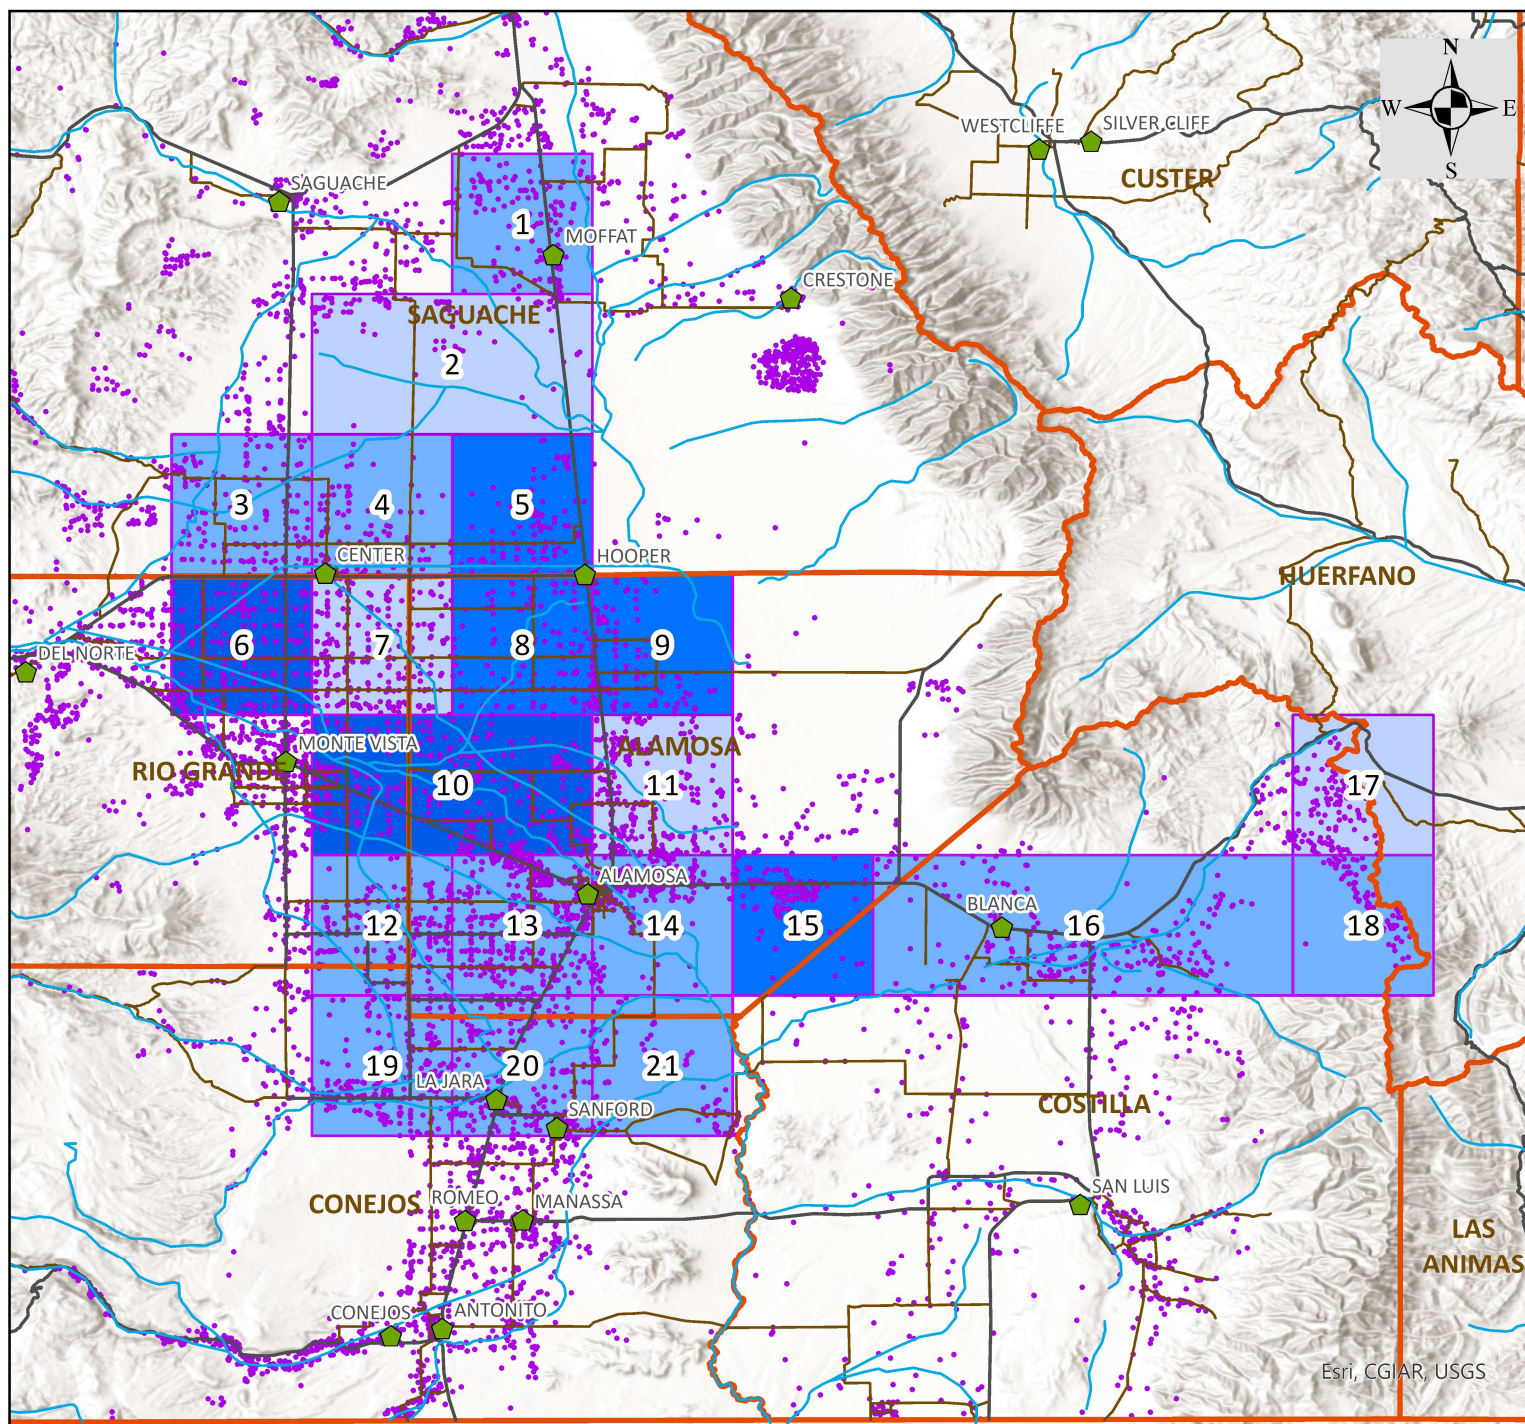 N
W
E
S
WESTCLIFFE
SILVER CLIFF
CUSTER
SAGUACHE
1
MOFFAT
CRESTONE
SAGUACHE
2
3
4
5
CENTER
HOOPER
HUERFANO
6
7
8
9
DEL NORTE
MONTE VISTA
ALAMOSA
RIO GRANDE
10
11
17
ALAMOSA
BLANCA
12
13
14
15
16
18
19
20
21
LA JARA
SANFORD
COSTILLA
CONEJOS
ROMEO
MANASSA
SAN LUIS
LAS
ANIMAS
CONEJOS
ANTONITO
Esri, CGIAR, USGS